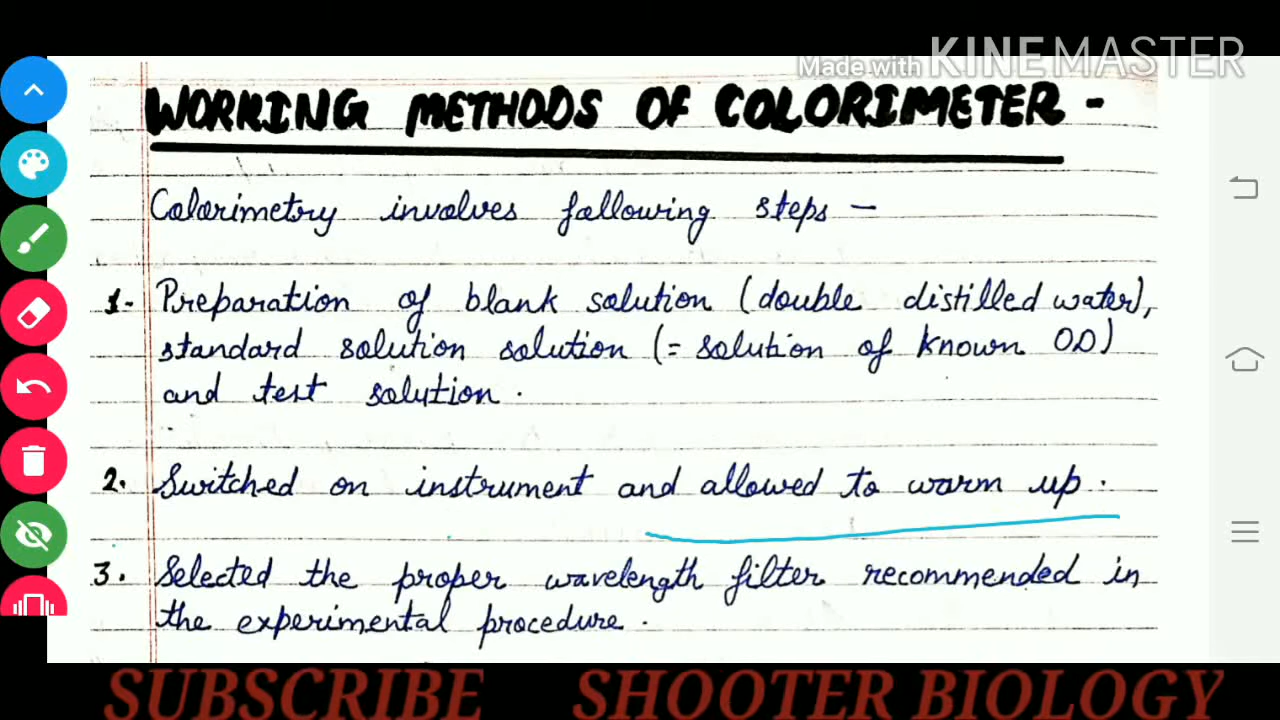 Made with KINEMASTER
WORKING METHODS OF COLORIMETER -
Colorimetry involves following steps -
1- Preparation of blank solution (double distilled water),
standard solution solution (= solution of known OD)
and test solution .
2. Switched on instrument and allowed to warm up .
3. Selected the proper wavelength filter recommended in
the experimental procedure .
SUBSCRIBE SHOOTER BIOLOGY